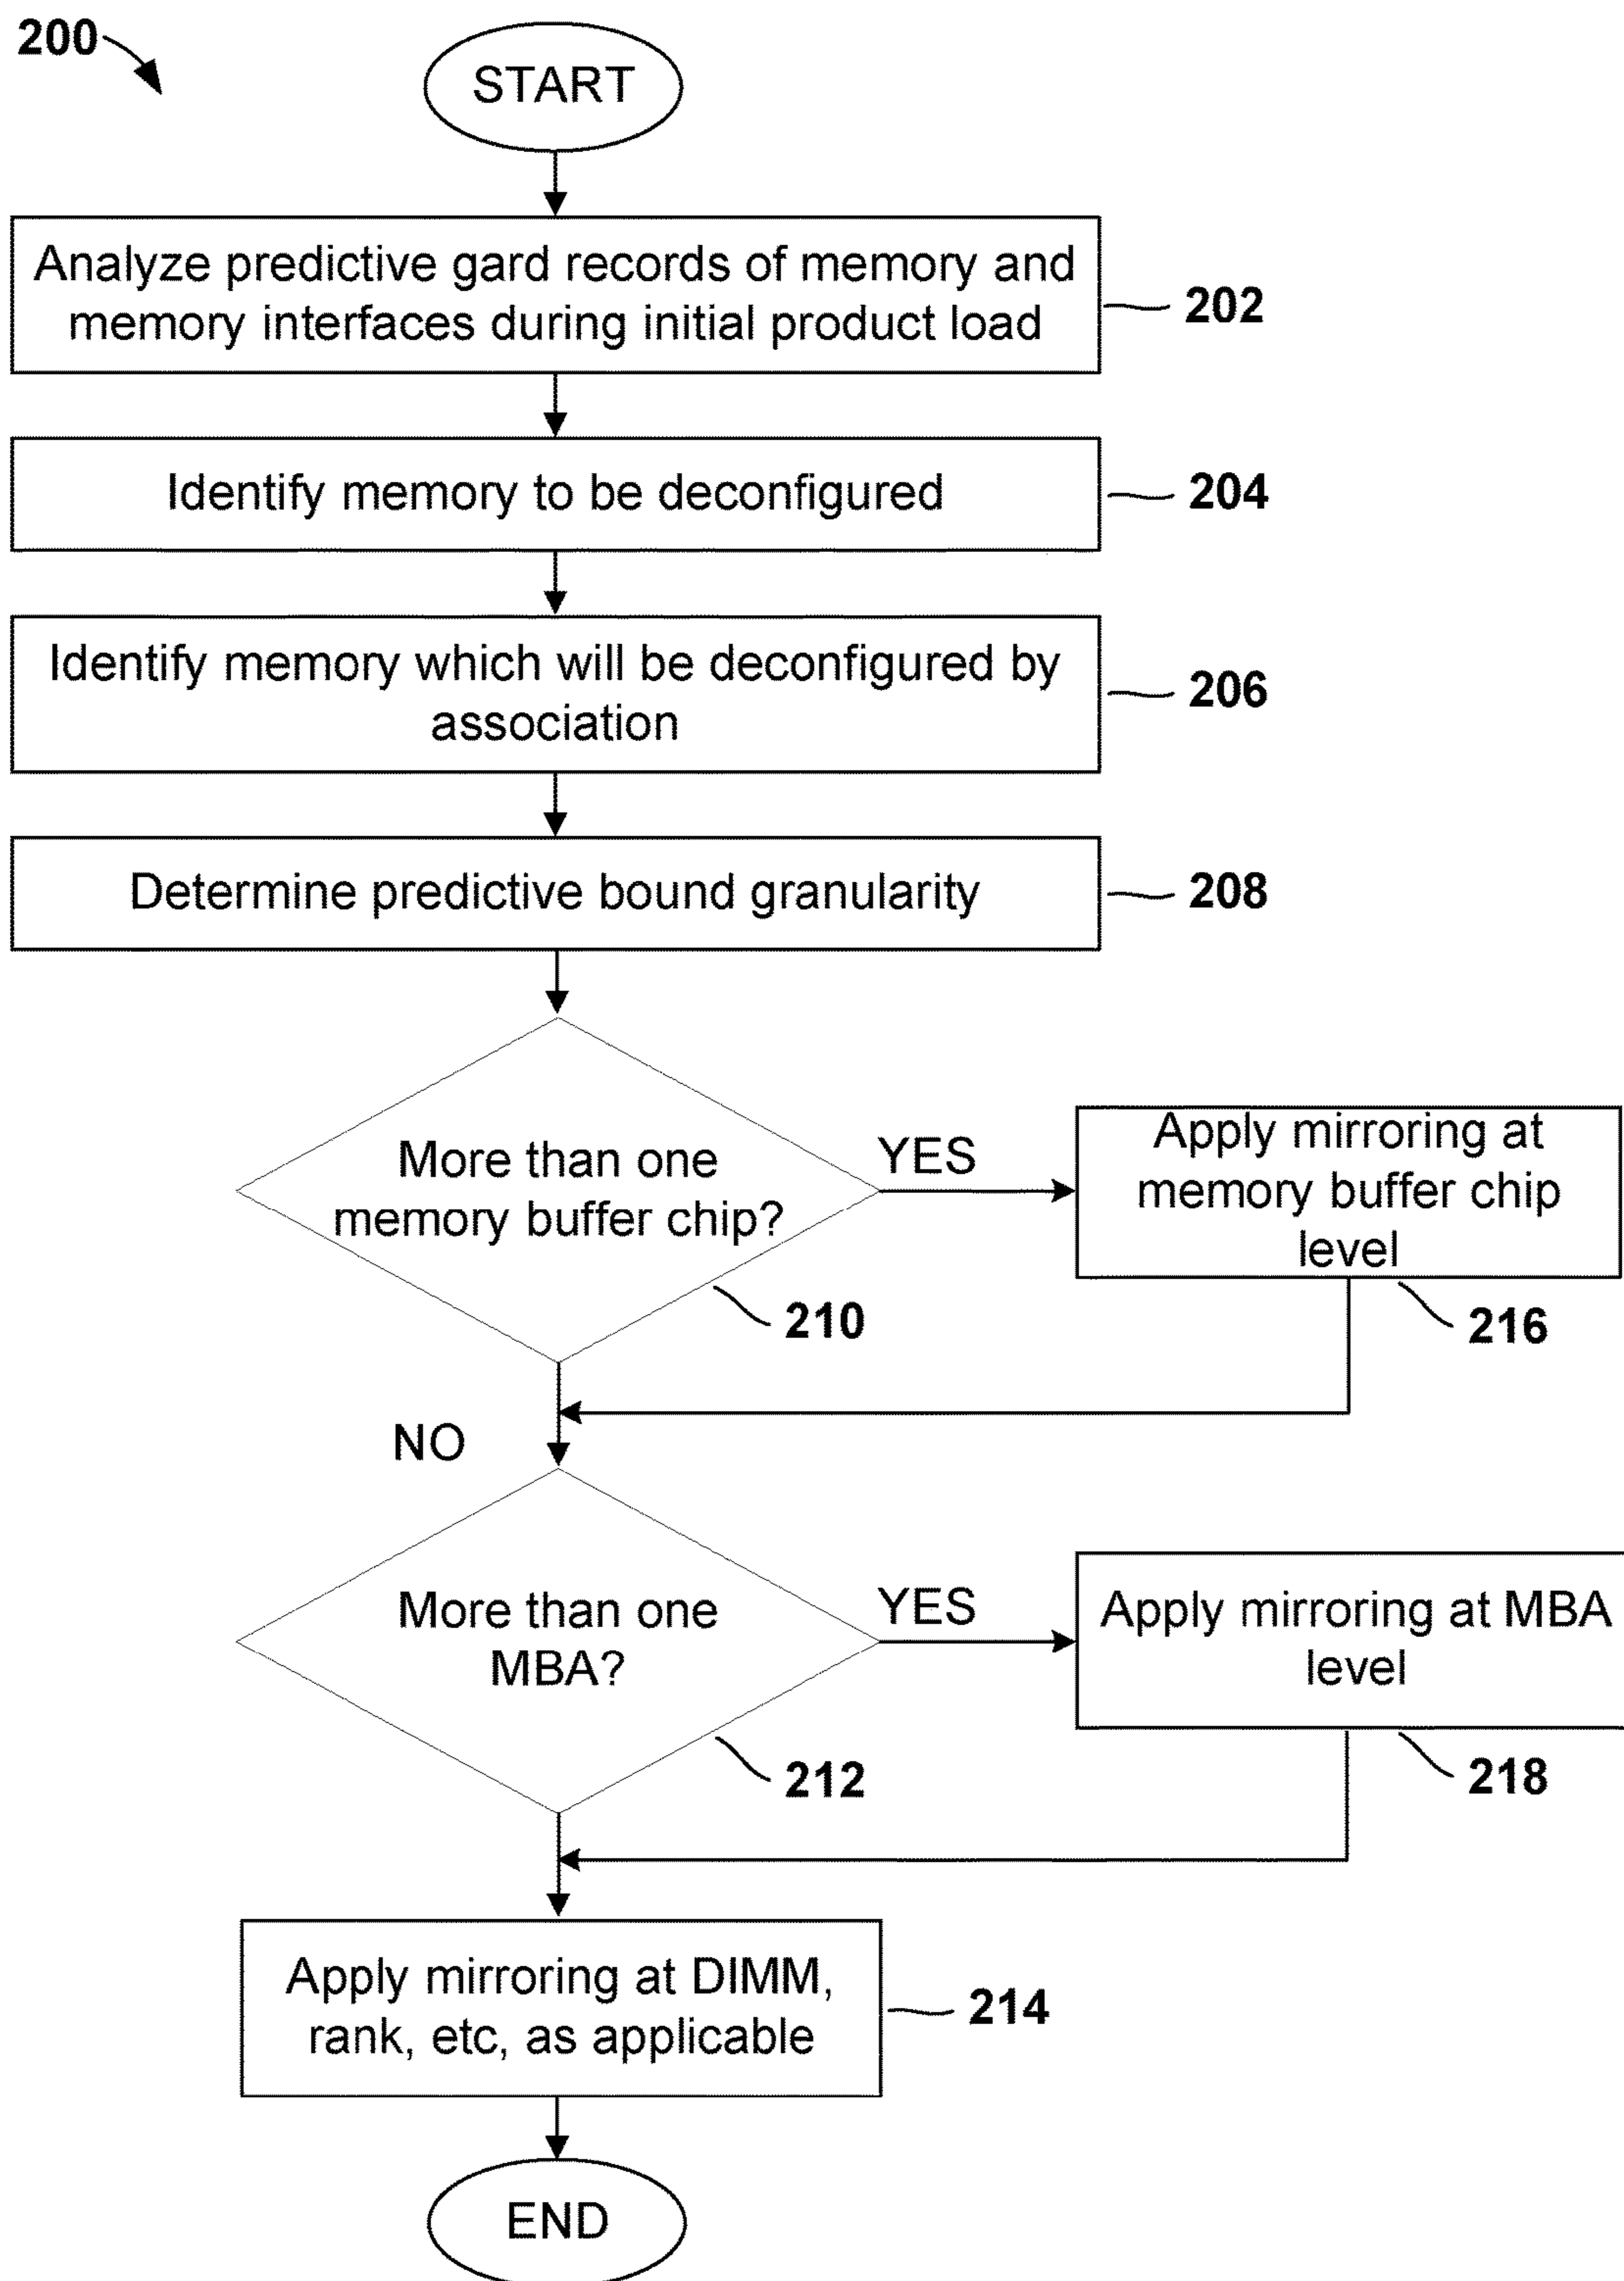 200
START
Analyze predictive gard records of memory and
memory interfaces during initial product load
202
Identify memory to be deconfigured
204
Identify memory which will be deconfigured by
association
206
Determine predictive bound granularity
208
More than one
memory buffer chip?
210
YES
Apply mirroring at
memory buffer chip
level
216
NO
More than one
MBA?
212
YES
Apply mirroring at MBA
level
218
Apply mirroring at DIMM,
rank, etc, as applicable
214
END